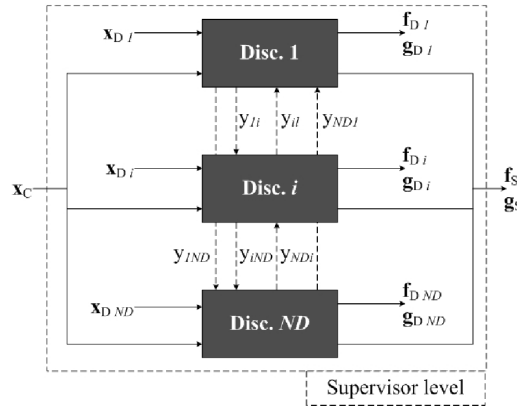 x_D 1
f_D 1
g_D i
Disc. 1
y_1i
y_i1
y_ND1
x_D i
f_D i
g_D i
Disc. i
x_C
f_S
g_S
y_1ND
y_iND
y_NDi
x_D ND
f_D ND
g_D ND
Disc. ND
Supervisor level